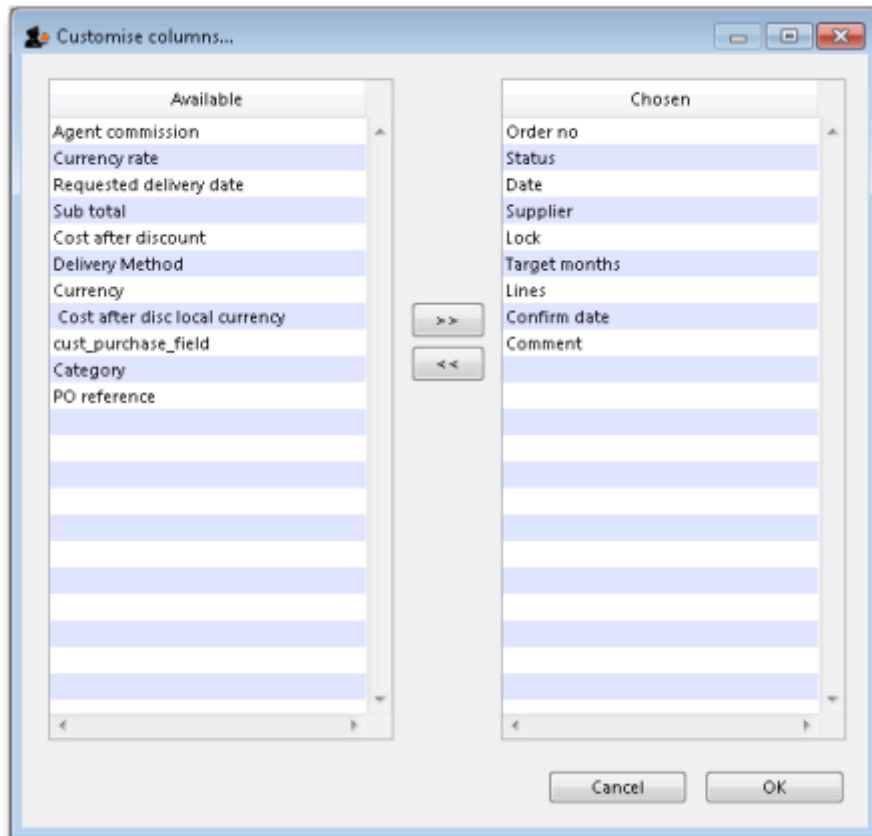 Customise columns...
Available
Agent commission
Currency rate
Requested delivery date
Sub total
Cost after discount
Delivery Method
Currency
Cost after disc local currency
cust_purchase_field
Category
PO reference
>>
<<
Chosen
Order no
Status
Date
Supplier
Lock
Target months
Lines
Confirm date
Comment
Cancel
OK